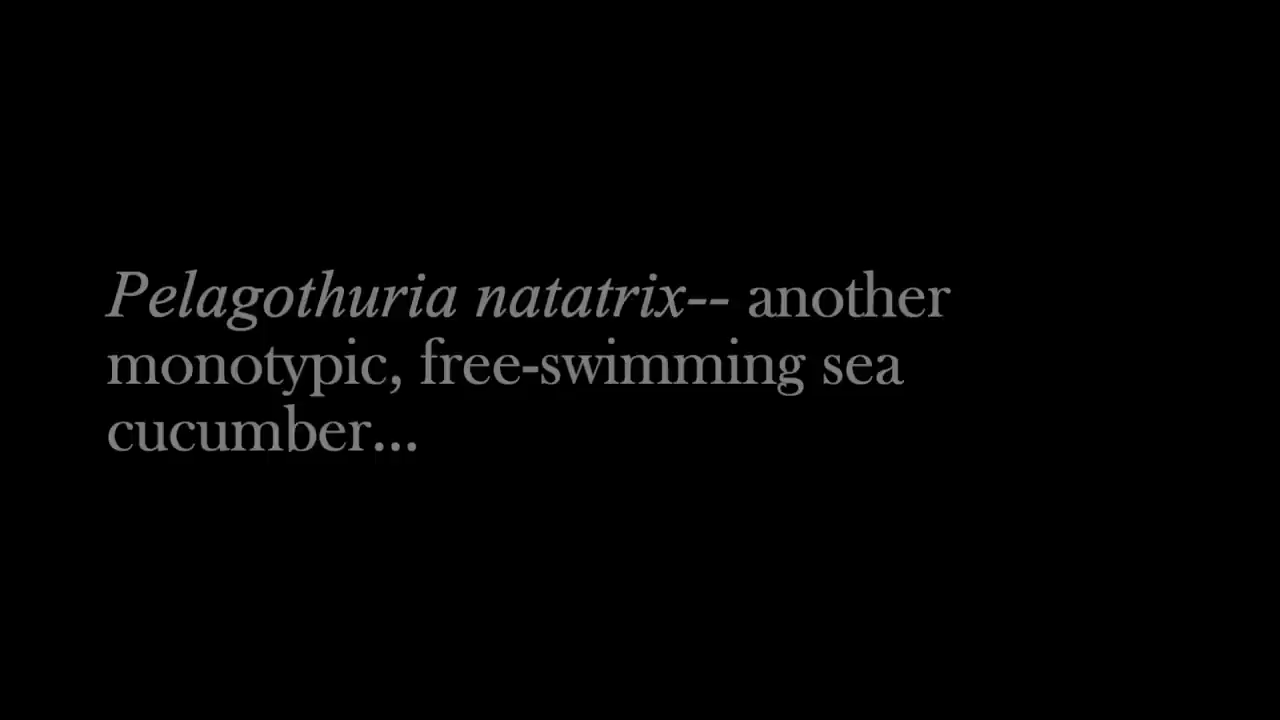 Pelagothuria natatrix-- another
monotypic, free-swimming sea
cucumber...